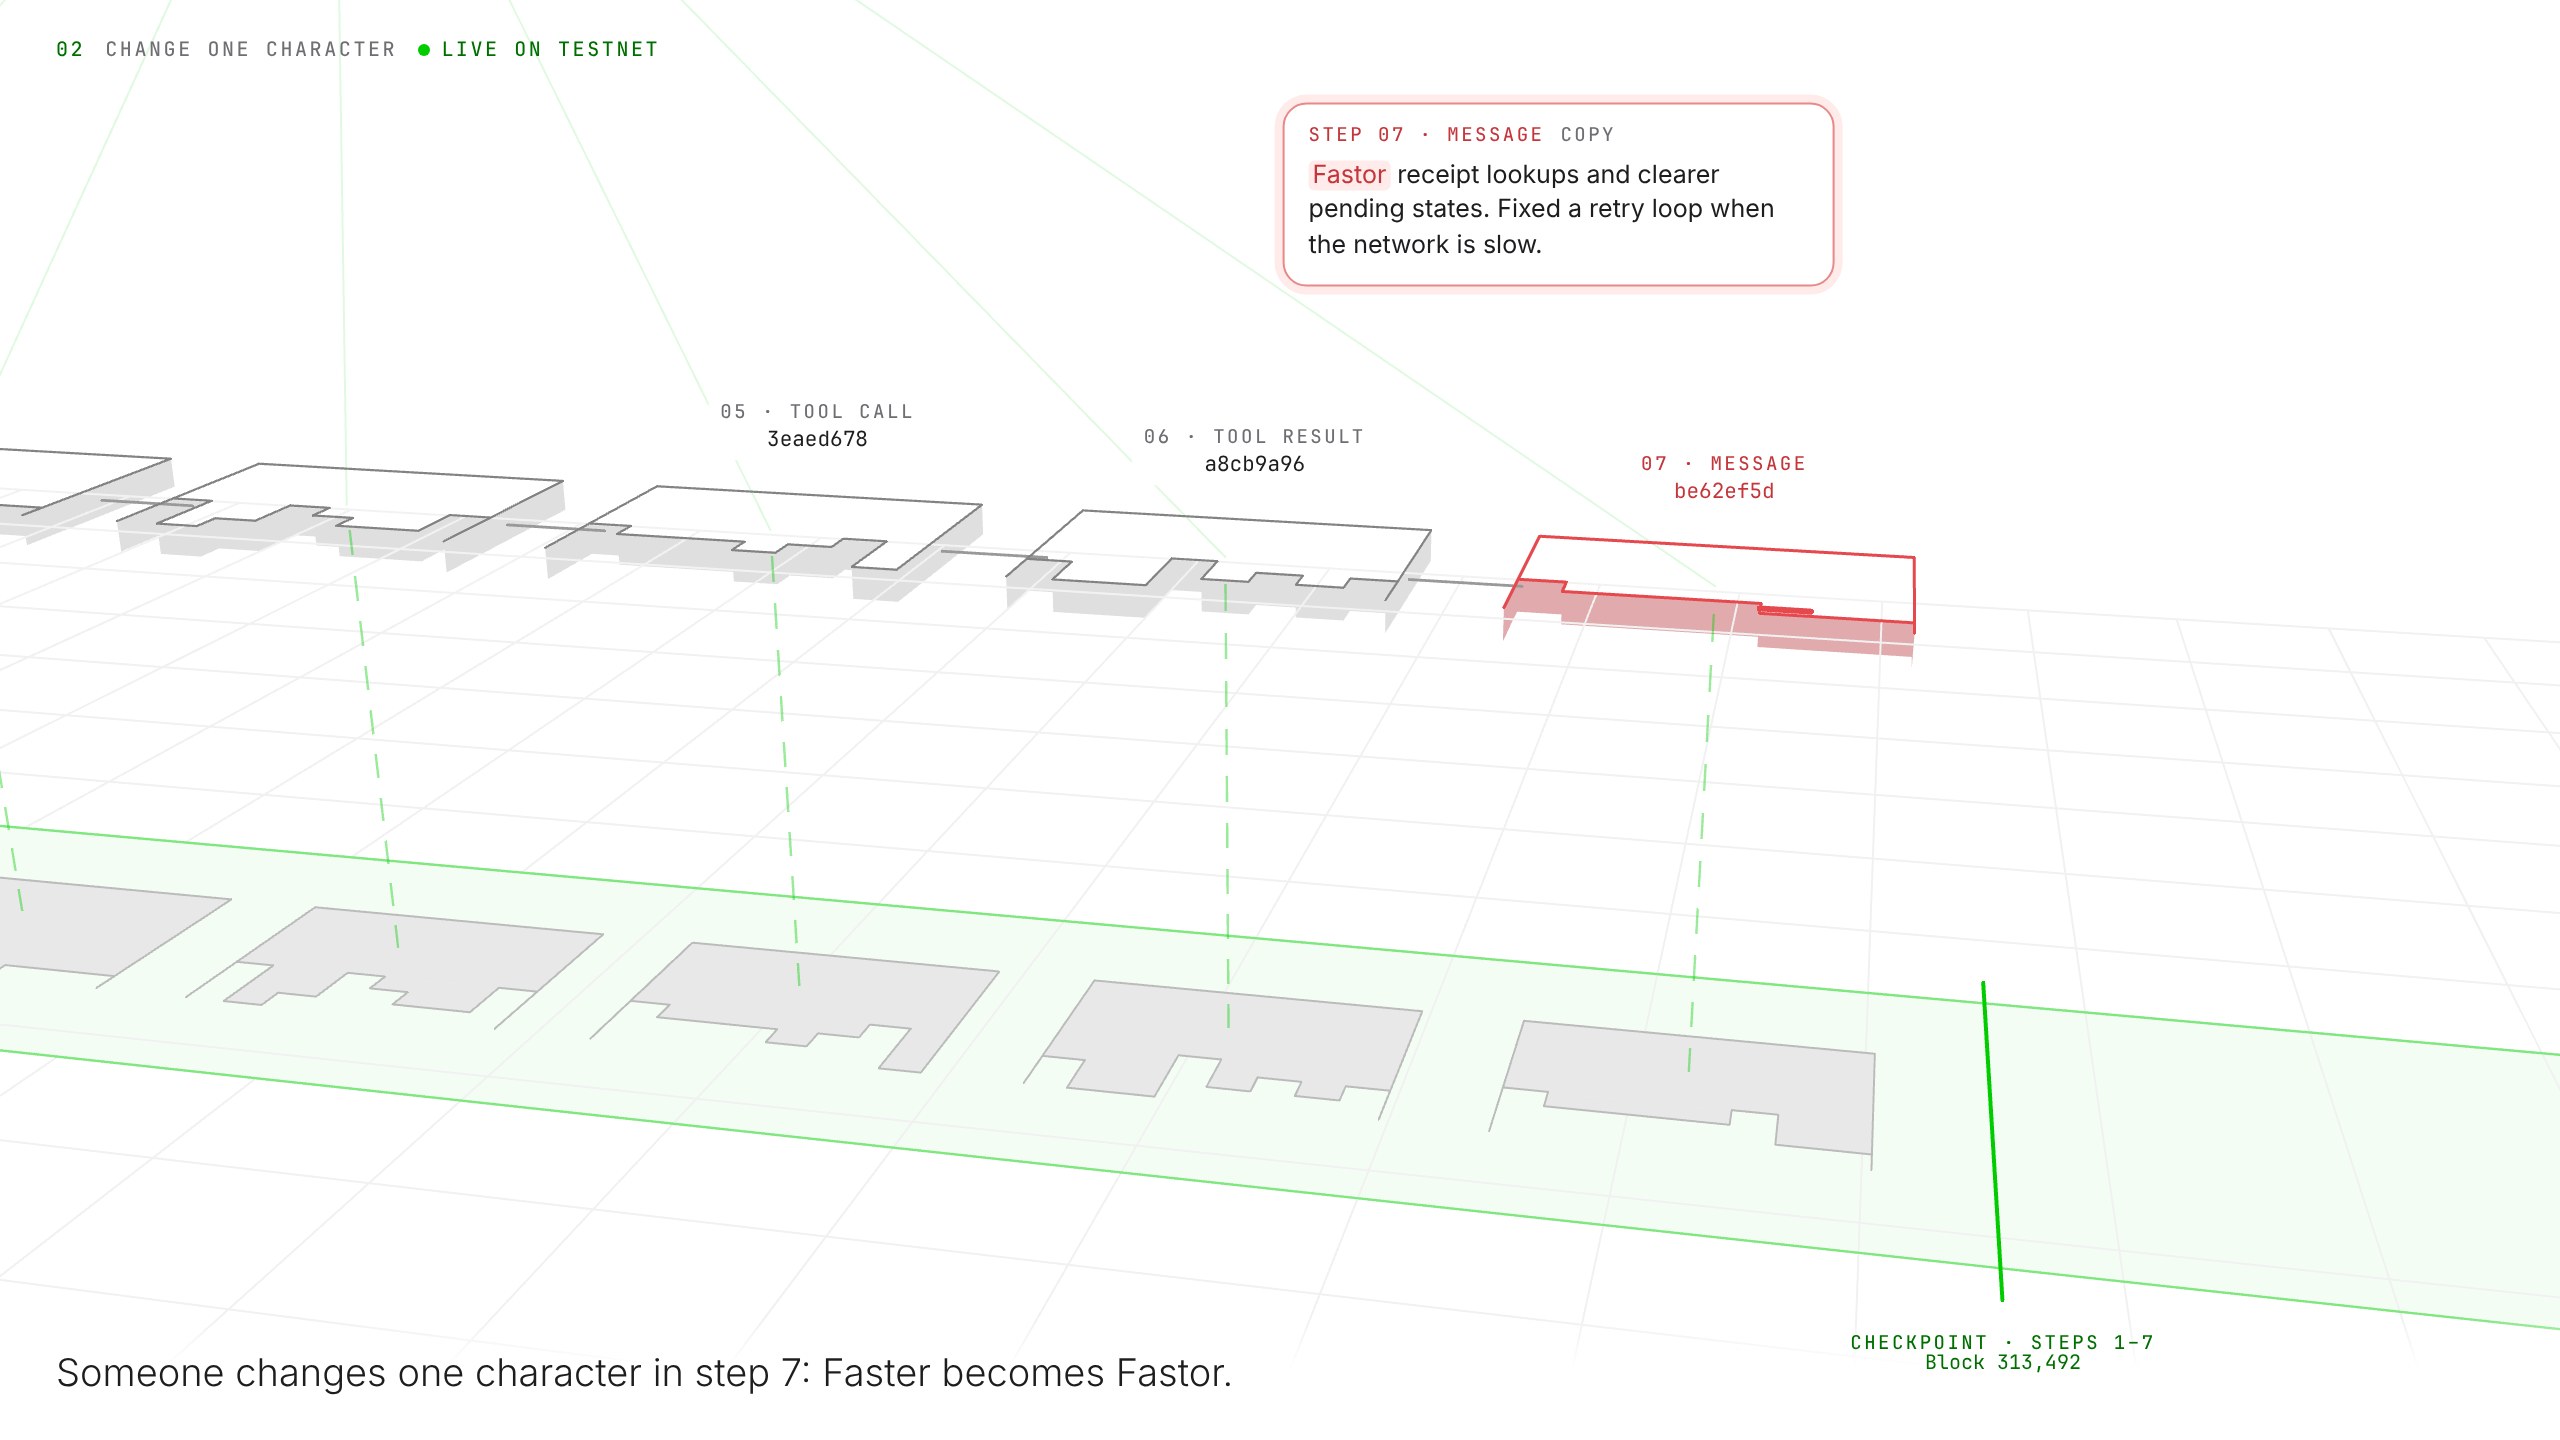 02 CHANGE ONE CHARACTER LIVE ON TESTNET
STEP 07 · MESSAGE COPY
Fastor receipt lookups and clearer
pending states. Fixed a retry loop when
the network is slow.
05 · TOOL CALL
3eaed678
06 · TOOL RESULT
a8cb9a96
07 · MESSAGE
be62ef5d
CHECKPOINT · STEPS 1–7
Block 313,492
Someone changes one character in step 7: Faster becomes Fastor.